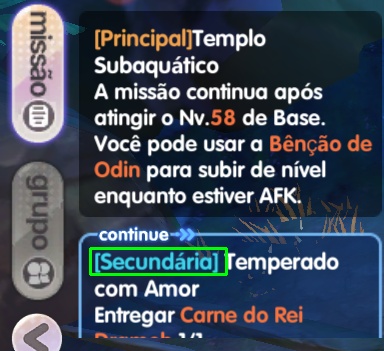 missão
grupo
[Principal]Templo
Subaquático
A missão continua após
atingir o Nv.58 de Base.
Você pode usar a Bênção de
Odin para subir de nível
enquanto estiver AFK.
continue
[Secundária] Temperado
com Amor
Entregar Carne do Rei